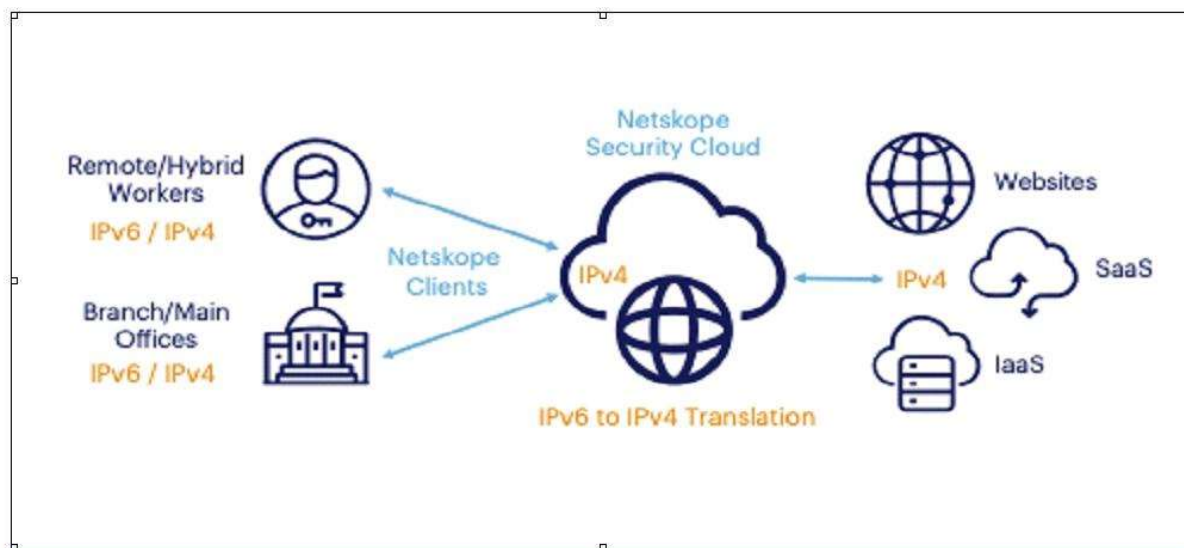 Remote/Hybrid
Workers
IPv6 / IPv4
Branch/Main
Offices
IPv6 / IPv4
Netskope
Clients
Netskope
Security Cloud
IPv4
IPv6 to IPv4 Translation
IPv4
Websites
SaaS
IaaS